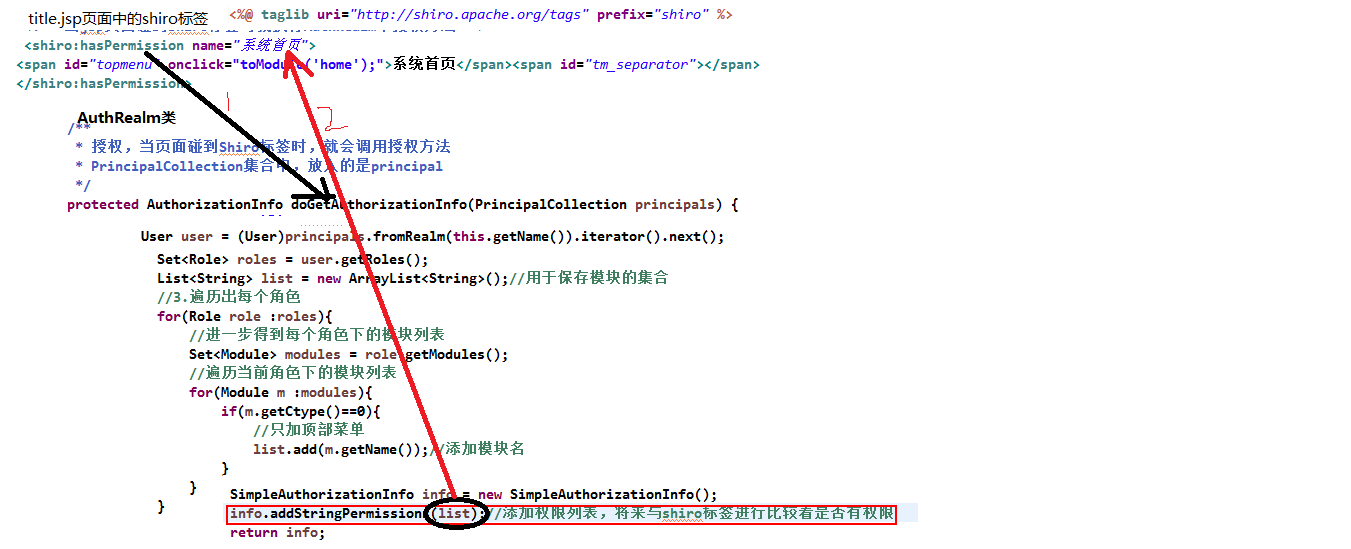 title.jsp页面中的shiro标签 <%@ taglib uri="http://shiro.apache.org/tags" prefix="shiro" %>
<shiro:hasPermission name="系统首页">
<span id="topmenu" onclick="toModule('home');">系统首页</span><span id="tm_separator"></span>
</shiro:hasPermission>
1
2
AuthRealm类
/**
* 授权，当页面碰到Shiro标签时，就会调用授权方法
* PrincipalCollection集合中，放入的是principal
*/
protected AuthorizationInfo doGetAuthorizationInfo(PrincipalCollection principals) {
User user = (User)principals.fromRealm(this.getName()).iterator().next();
Set<Role> roles = user.getRoles();
List<String> list = new ArrayList<String>();//用于保存模块的集合
//3.遍历出每个角色
for(Role role :roles){
//进一步得到每个角色下的模块列表
Set<Module> modules = role.getModules();
//遍历当前角色下的模块列表
for(Module m :modules){
if(m.getCtype()==0){
//只加顶部菜单
list.add(m.getName());//添加模块名
}
}
}
SimpleAuthorizationInfo info = new SimpleAuthorizationInfo();
info.addStringPermissions(list);//添加权限列表，将来与shiro标签进行比较着是否有权限
return info;